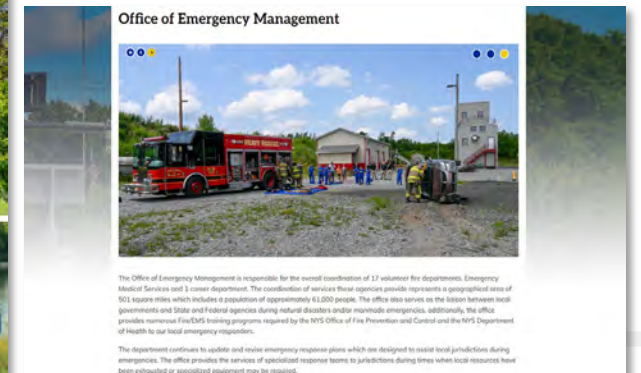 Office of Emergency Management
HEAVY RESCUE
The Office of Emergency Management is responsible for the overall coordination of 17 volunteer fire departments, Emergency
Medical Services and 1 career department. The coordination of services these agencies provide represents a geographical area of
501 square miles which includes a population of approximately 61,000 people. The office also serves as the liaison between local
governments and State and Federal agencies during natural disasters and/or manmade emergencies, additionally, the office
provides numerous Fire/EMS training programs required by the NYS Office of Fire Prevention and Control and the NYS Department
of Health to our local emergency responders.
The department continues to update and revise emergency response plans which are designed to assist local jurisdictions during
emergencies. The office provides the services of specialized response teams to jurisdictions during times when local resources have
been exhausted or specialized equipment may be required.